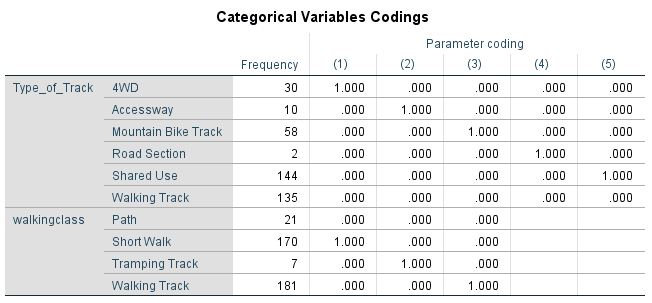 Categorical Variables Codings
Parameter coding
Frequency (1) (2) (3) (4) (5)
Type_of_Track 4WD 30 1.000 .000 .000 .000 .000
Accessway 10 .000 1.000 .000 .000 .000
Mountain Bike Track 58 .000 .000 1.000 .000 .000
Road Section 2 .000 .000 .000 1.000 .000
Shared Use 144 .000 .000 .000 .000 1.000
Walking Track 135 .000 .000 .000 .000 .000
walkingclass Path 21 .000 .000 .000
Short Walk 170 1.000 .000 .000
Tramping Track 7 .000 1.000 .000
Walking Track 181 .000 .000 1.000